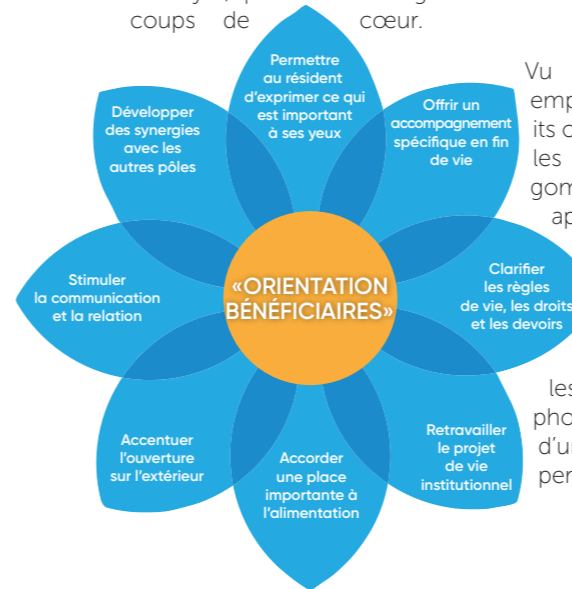 coups de cœur.
Permettre
au résident
d'exprimer ce qui
est important
à ses yeux
Offrir un
accompagnement
spécifique en fin
de vie
Clarifier
les règles
de vie, les droits
et les devoirs
Retravailler
le projet
de vie
institutionnel
Accorder
une place
importante à
l'alimentation
Accentuer
l'ouverture
sur l'extérieur
Stimuler
la communication
et la relation
Développer
des synergies
avec les
autres pôles
«ORIENTATION
BÉNÉFICIAIRES»
Vu
les
les